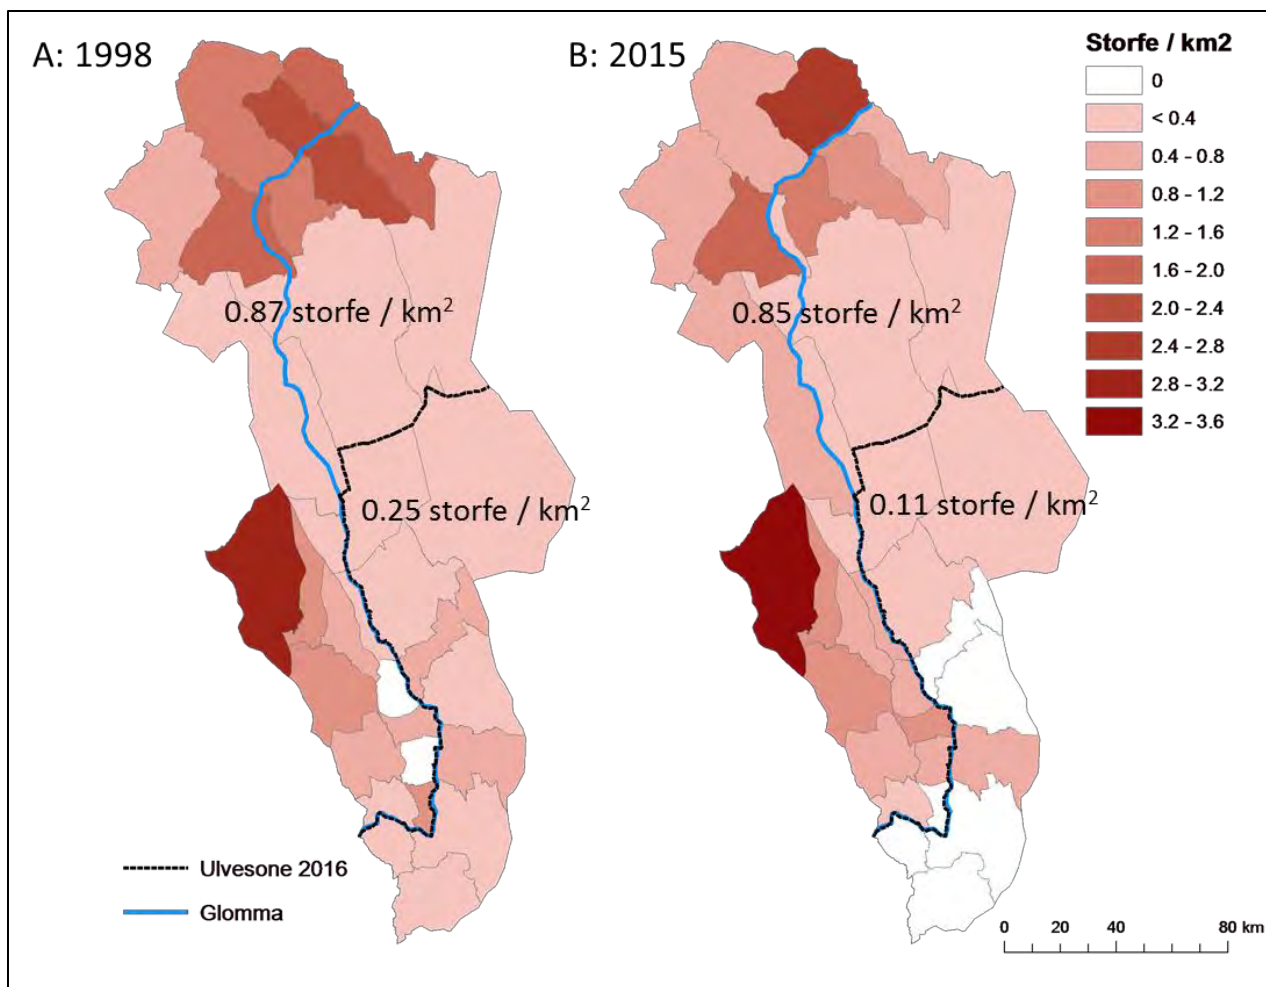 A: 1998
B: 2015
Storfe / km2
0
< 0.4
0.4 - 0.8
0.8 - 1.2
1.2 - 1.6
1.6 - 2.0
2.0 - 2.4
2.4 - 2.8
2.8 - 3.2
3.2 - 3.6
0.87 storfe / km²
0.85 storfe / km²
0.25 storfe / km²
0.11 storfe / km²
Ulvesone 2016
Glomma
0 20 40 80 km